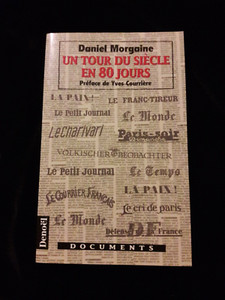 Daniel Morgaine
UN TOUR DU SIÈCLE
EN 80 JOURS
Préface de Yves Courrière
LA PAIX! LE FRANC-TIREUR
Le Petit Journal Le Monde
Le Charivari Paris-soir
VÖLKISCHER BEOBACHTER
Le Petit Journal Le Temps
LE COURRIER FRANÇAIS LA PAIX!
Le Monde Le cri de paris
France
Denoël
DOCUMENTS